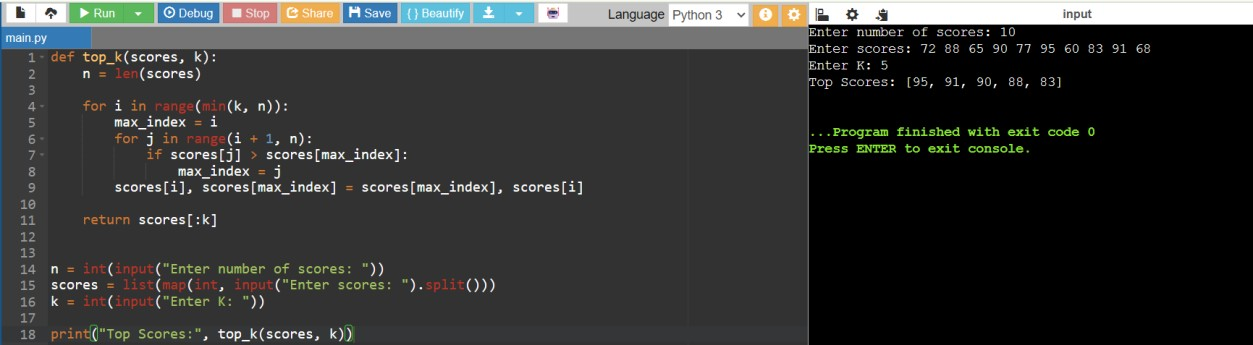 Run Debug Stop Share Save { } Beautify Language Python 3 input
main.py
1 def top_k(scores, k):
2     n = len(scores)
3
4     for i in range(min(k, n)):
5         max_index = i
6         for j in range(i + 1, n):
7             if scores[j] > scores[max_index]:
8                 max_index = j
9         scores[i], scores[max_index] = scores[max_index], scores[i]
10
11     return scores[:k]
12
13
14 n = int(input("Enter number of scores: "))
15 scores = list(map(int, input("Enter scores: ").split()))
16 k = int(input("Enter K: "))
17
18 print("Top Scores:", top_k(scores, k))
Enter number of scores: 10
Enter scores: 72 88 65 90 77 95 60 83 91 68
Enter K: 5
Top Scores: [95, 91, 90, 88, 83]
...Program finished with exit code 0
Press ENTER to exit console.